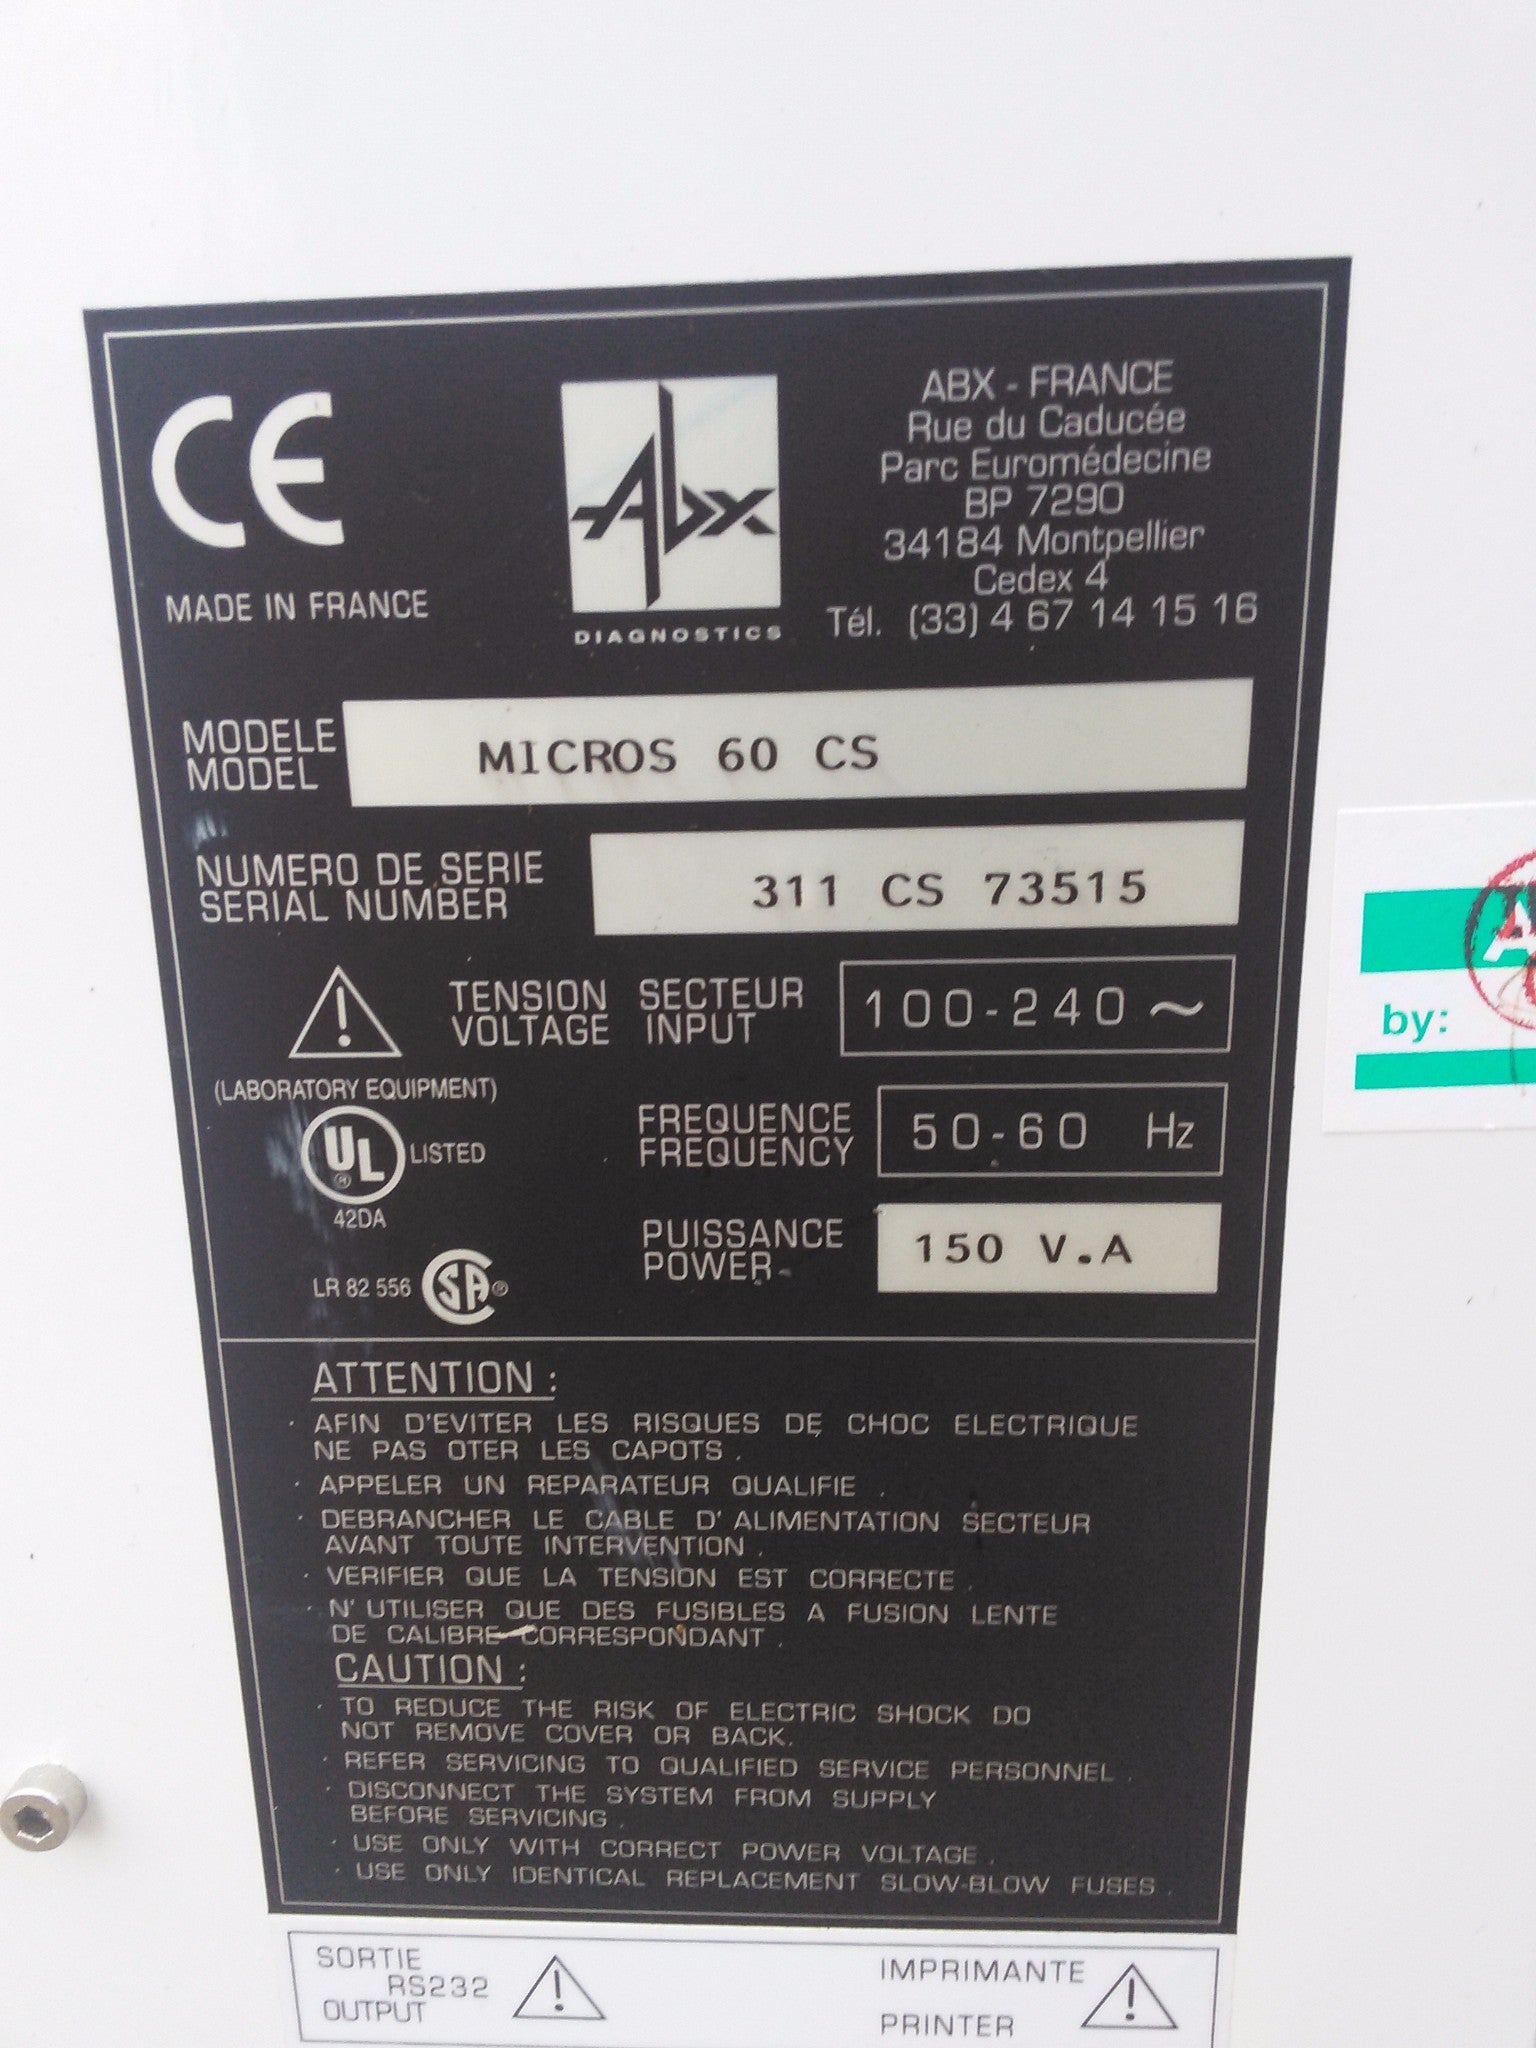 CE
MADE IN FRANCE
Abx
DIAGNOSTICS
ABX - FRANCE
Rue du Caducée
Parc Euromédecine
BP 7290
34184 Montpellier
Cedex 4
Tél. (33) 4 67 14 15 16
MODELE
MODEL
MICROS 60 CS
NUMERO DE SERIE
SERIAL NUMBER
311 CS 73515
TENSION SECTEUR
VOLTAGE INPUT
100-240 ~
(LABORATORY EQUIPMENT)
UL ® LISTED
42DA
FREQUENCE
FREQUENCY
50-60 Hz
PUISSANCE
POWER
150 V.A
LR 82 556 CSA ®
by:
ATTENTION :
· AFIN D'EVITER LES RISQUES DE CHOC ELECTRIQUE
NE PAS OTER LES CAPOTS .
· APPELER UN REPARATEUR QUALIFIE .
· DEBRANCHER LE CABLE D' ALIMENTATION SECTEUR
AVANT TOUTE INTERVENTION .
· VERIFIER QUE LA TENSION EST CORRECTE .
· N' UTILISER QUE DES FUSIBLES A FUSION LENTE
DE CALIBRE CORRESPONDANT .
CAUTION :
· TO REDUCE THE RISK OF ELECTRIC SHOCK DO
NOT REMOVE COVER OR BACK.
· REFER SERVICING TO QUALIFIED SERVICE PERSONNEL .
· DISCONNECT THE SYSTEM FROM SUPPLY
BEFORE SERVICING .
· USE ONLY WITH CORRECT POWER VOLTAGE .
· USE ONLY IDENTICAL REPLACEMENT SLOW-BLOW FUSES .
SORTIE
RS232
OUTPUT
IMPRIMANTE
PRINTER